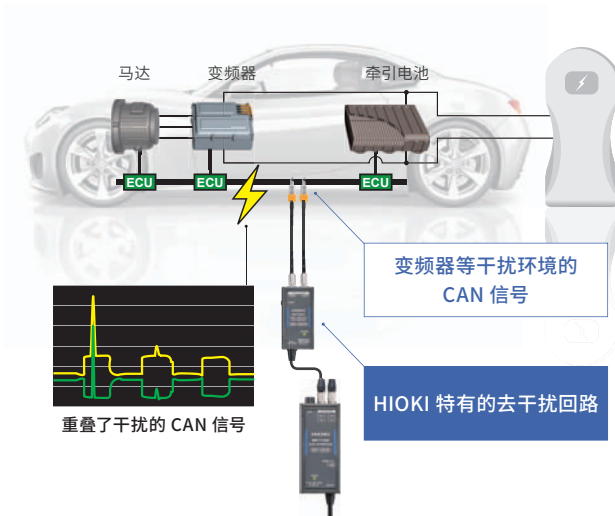 马达
变频器
牵引电池
ECU
ECU
ECU
变频器等干扰环境的
CAN 信号
HIOKI 特有的去干扰回路
重叠了干扰的 CAN 信号